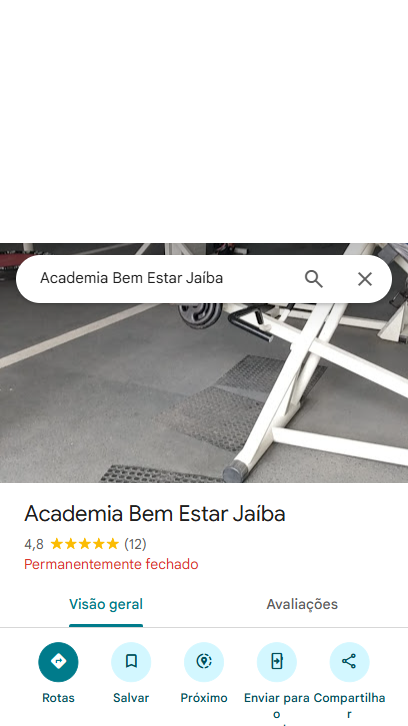 Academia Bem Estar Jaíba
Academia Bem Estar Jaíba
4,8 (12)
Permanentemente fechado
Visão geral Avaliações
Rotas Salvar Próximo Enviar para o Compartilhar